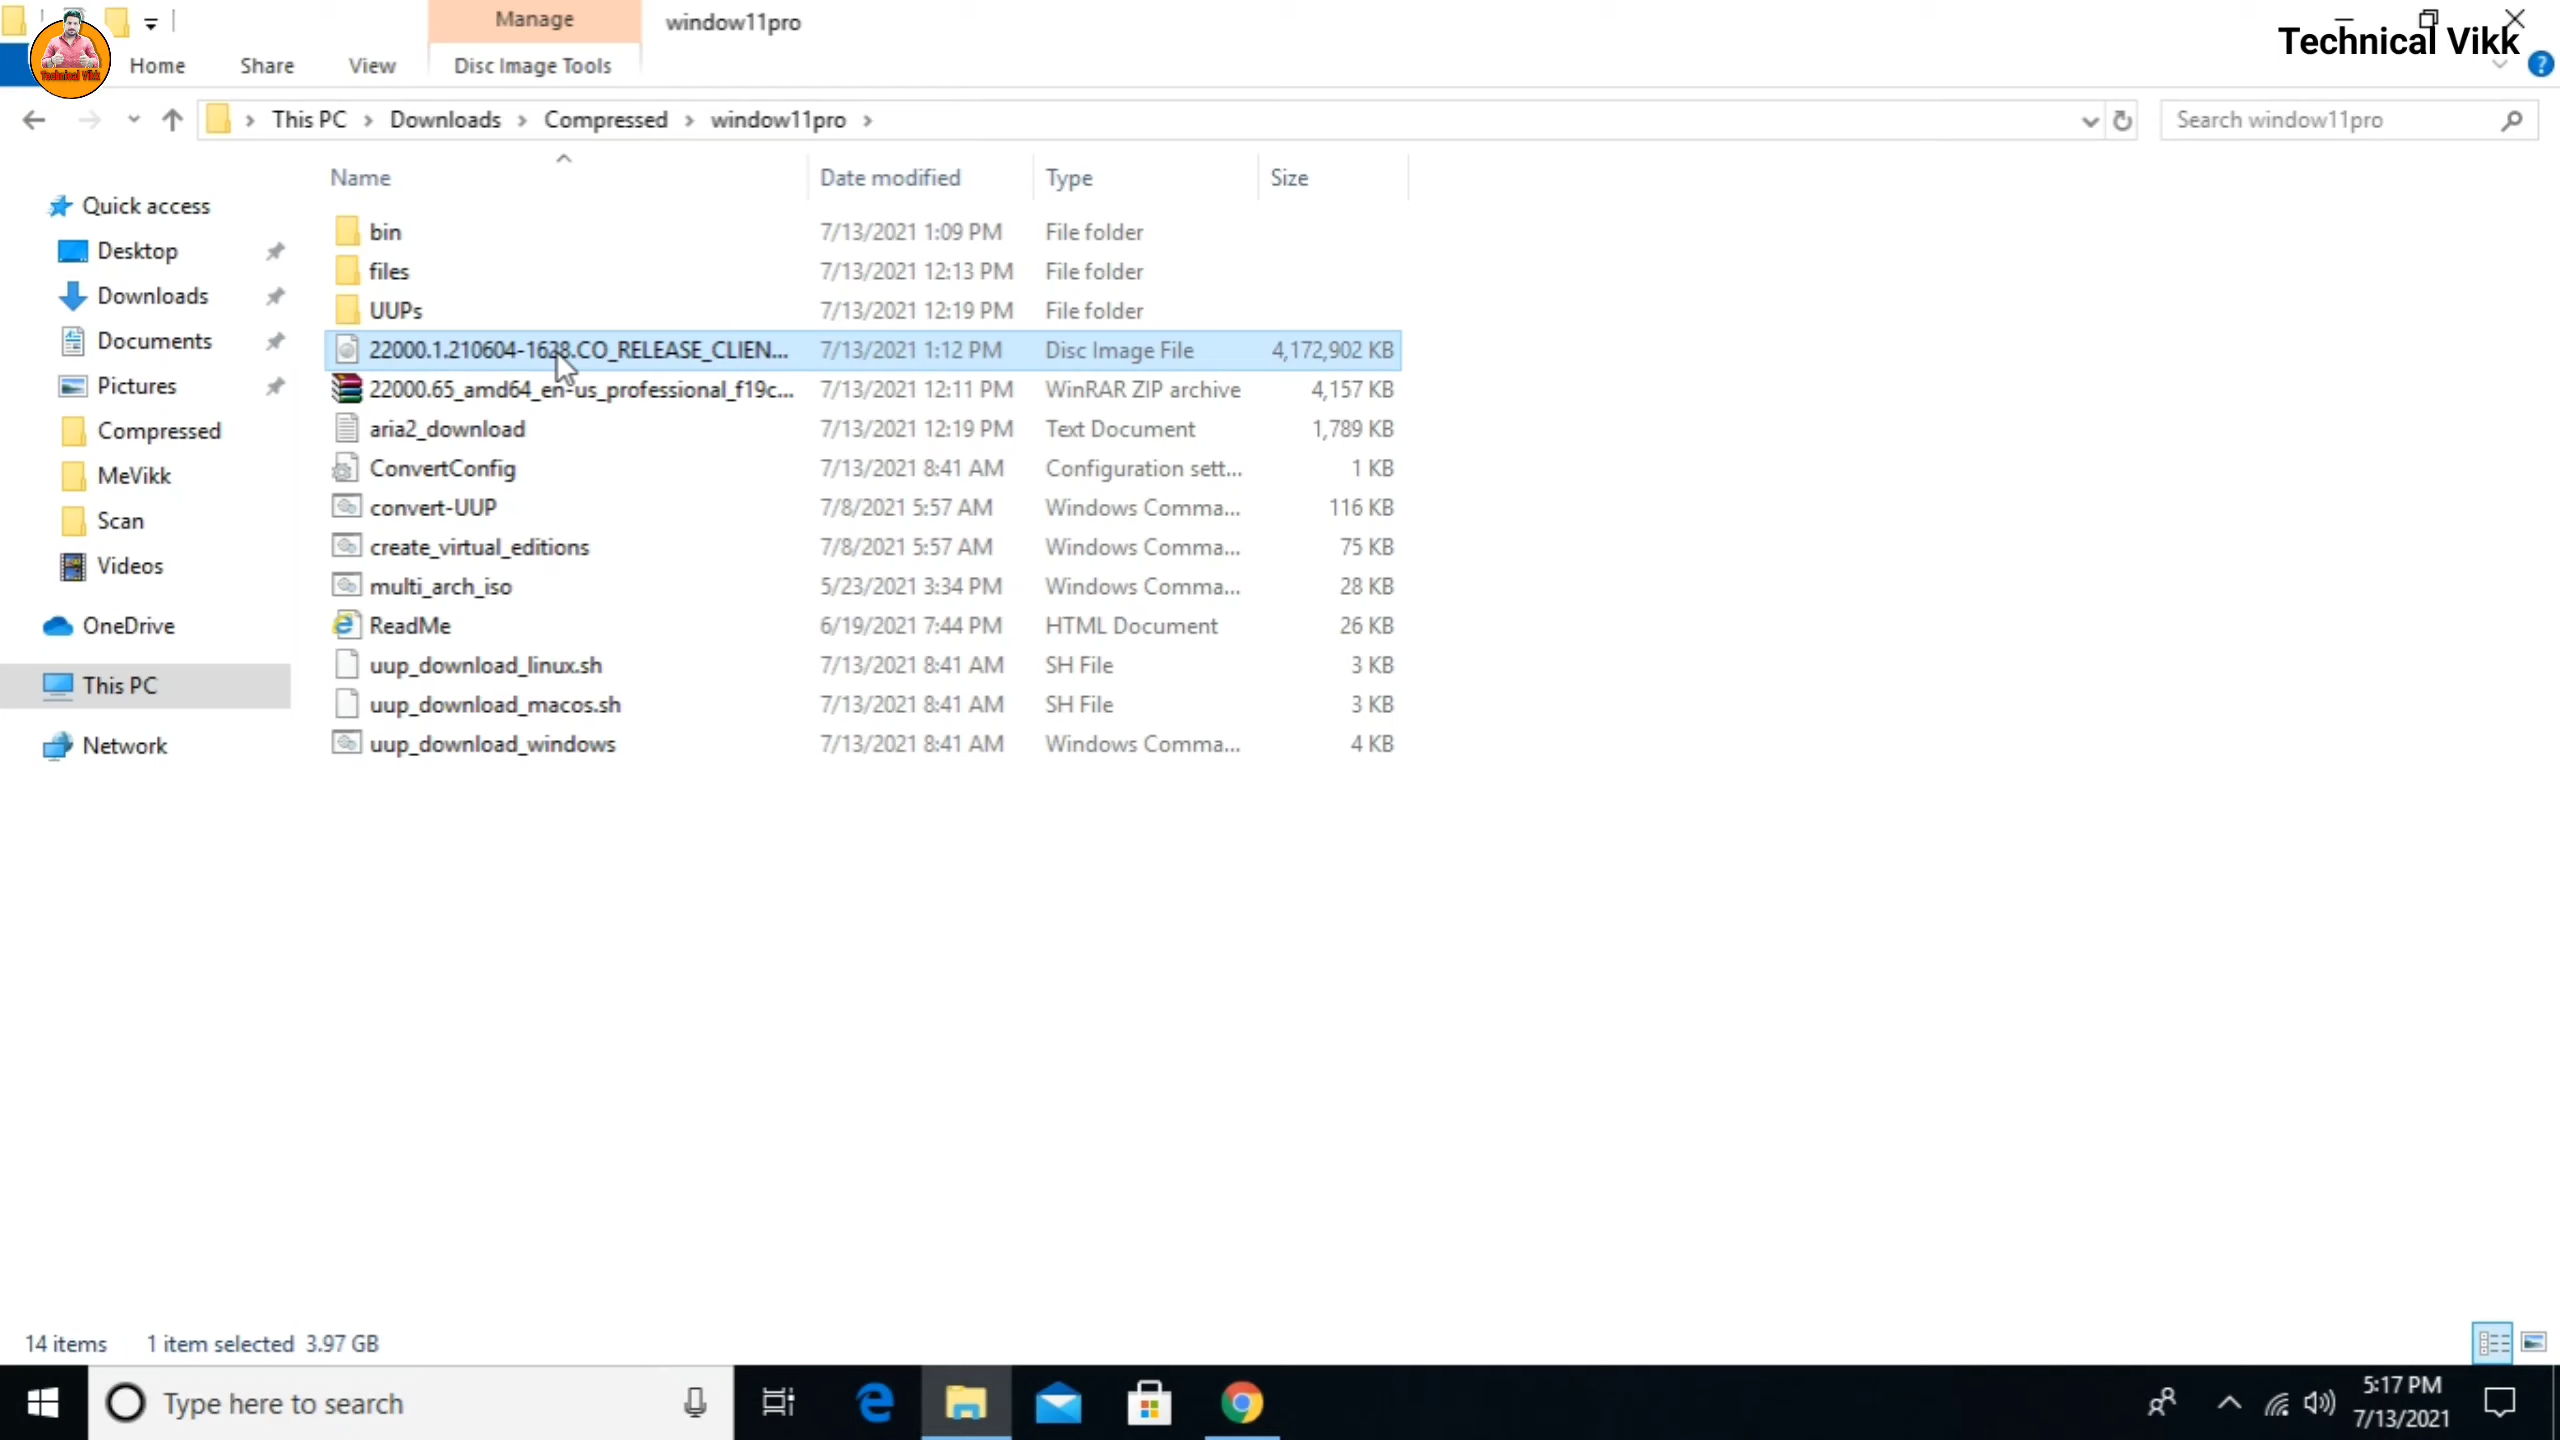 Manage
window11pro
Technical Vikk
Technical Vikk
Home
Share
View
Disc Image Tools
?
This PC > Downloads > Compressed > window11pro >
Search window11pro
Name
Date modified
Type
Size
Quick access
Desktop
Downloads
Documents
Pictures
Compressed
MeVikk
Scan
Videos
OneDrive
This PC
Network
bin 7/13/2021 1:09 PM File folder
files 7/13/2021 12:13 PM File folder
UUPs 7/13/2021 12:19 PM File folder
22000.1.210604-1628.CO_RELEASE_CLIEN... 7/13/2021 1:12 PM Disc Image File 4,172,902 KB
22000.65_amd64_en-us_professional_f19c... 7/13/2021 12:11 PM WinRAR ZIP archive 4,157 KB
aria2_download 7/13/2021 12:19 PM Text Document 1,789 KB
ConvertConfig 7/13/2021 8:41 AM Configuration sett... 1 KB
convert-UUP 7/8/2021 5:57 AM Windows Comma... 116 KB
create_virtual_editions 7/8/2021 5:57 AM Windows Comma... 75 KB
multi_arch_iso 5/23/2021 3:34 PM Windows Comma... 28 KB
ReadMe 6/19/2021 7:44 PM HTML Document 26 KB
uup_download_linux.sh 7/13/2021 8:41 AM SH File 3 KB
uup_download_macos.sh 7/13/2021 8:41 AM SH File 3 KB
uup_download_windows 7/13/2021 8:41 AM Windows Comma... 4 KB
14 items 1 item selected 3.97 GB
Type here to search
5:17 PM
7/13/2021